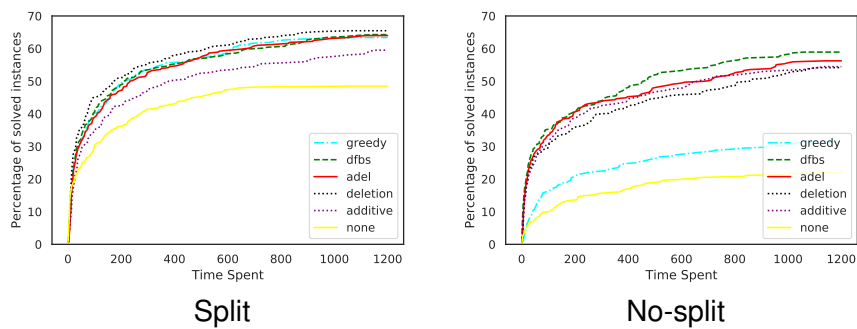 Percentage of solved instances
70
60
50
40
30
20
10
0
greedy
dfbs
adel
deletion
additive
none
0 200 400 600 800 1000 1200
Time Spent
Split
Percentage of solved instances
70
60
50
40
30
20
10
0
greedy
dfbs
adel
deletion
additive
none
0 200 400 600 800 1000 1200
Time Spent
No-split